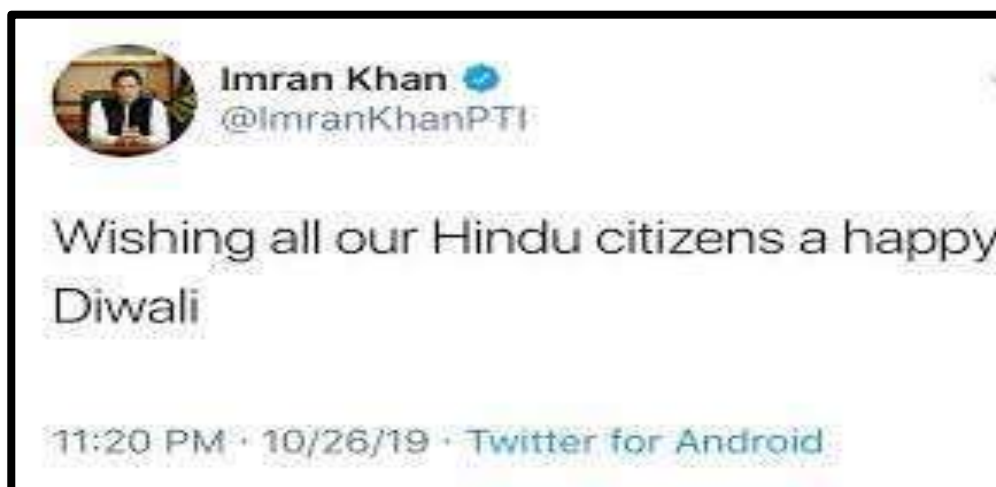 Imran Khan
@ImranKhanPTI
Wishing all our Hindu citizens a happy
Diwali
11:20 PM · 10/26/19 · Twitter for Android